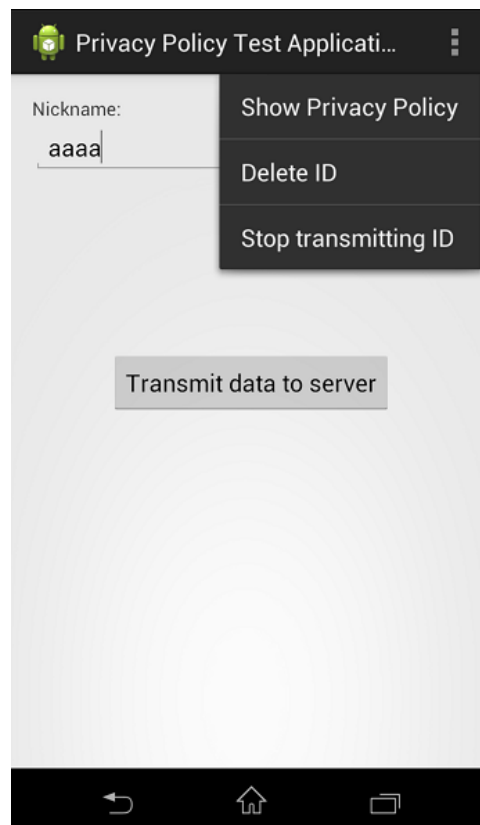 Privacy Policy Test Applicati...
Nickname:
aaaa
Show Privacy Policy
Delete ID
Stop transmitting ID
Transmit data to server